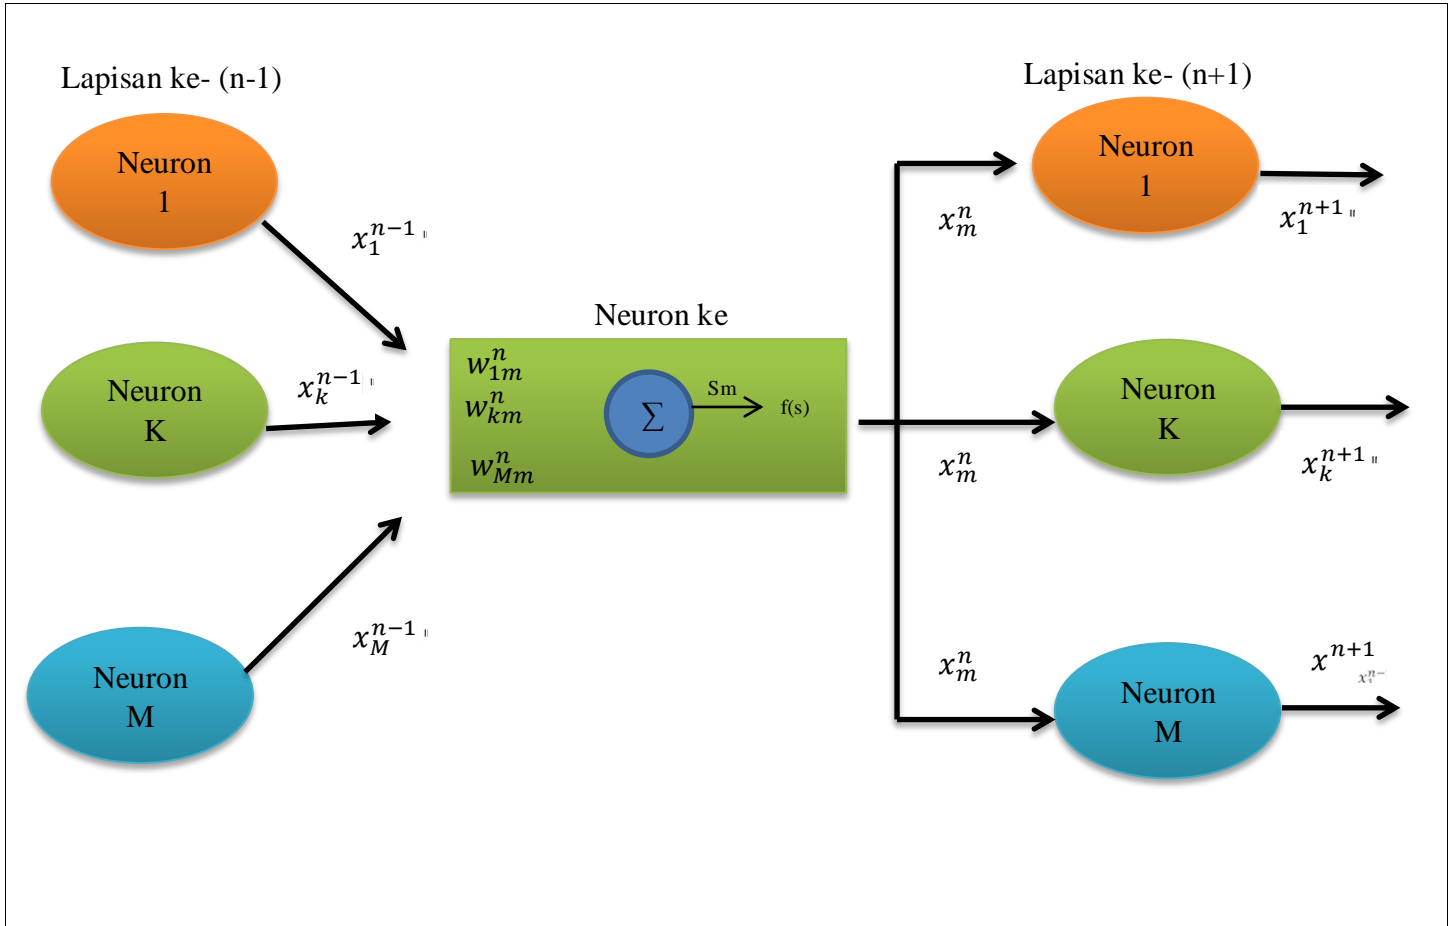 Lapisan ke- (n-1)
Neuron
1
x_1^{n-1} "
Neuron
K
x_k^{n-1} "
Neuron
M
x_M^{n-1} "
Neuron ke
w_{1m}^n
w_{km}^n
w_{Mm}^n
∑
Sm
f(s)
Lapisan ke- (n+1)
x_m^n
Neuron
1
x_1^{n+1} "
x_m^n
Neuron
K
x_k^{n+1} "
x_m^n
Neuron
M
x^{n+1}